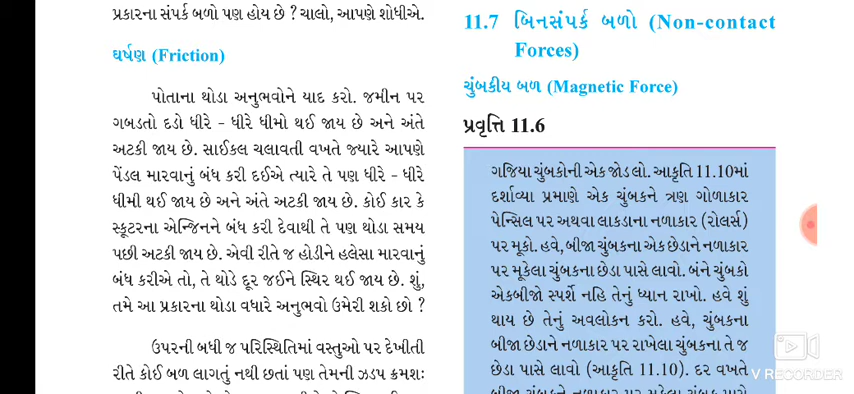 પ્રકારના સંપર્ક બળો પણ હોય છે ? ચાલો, આપણે શોધીએ.
ઘર્ષણ (Friction)
પોતાના થોડા અનુભવોને યાદ કરો. જમીન પર
ગબડતો દડો ધીરે - ધીરે ધીમો થઈ જાય છે અને અંતે
અટકી જાય છે. સાઈકલ ચલાવતી વખતે જ્યારે આપણે
પેંડલ મારવાનું બંધ કરી દઈએ ત્યારે તે પણ ધીરે - ધીરે
ધીમી થઈ જાય છે અને અંતે અટકી જાય છે. કોઈ કાર કે
સ્કૂટરના એન્જિનને બંધ કરી દેવાથી તે પણ થોડા સમય
પછી અટકી જાય છે. એવી રીતે જ હોડીને હલેસા મારવાનું
બંધ કરીએ તો, તે થોડે દૂર જઈને સ્થિર થઈ જાય છે. શું,
તમે આ પ્રકારના થોડા વધારે અનુભવો ઉમેરી શકો છો ?
ઉપરની બધી જ પરિસ્થિતિમાં વસ્તુઓ પર દેખીતી
રીતે કોઈ બળ લાગતું નથી છતાં પણ તેમની ઝડપ ક્રમશઃ
11.7 બિનસંપર્ક બળો (Non-contact
Forces)
ચુંબકીય બળ (Magnetic Force)
પ્રવૃત્તિ 11.6
ગજિયા ચુંબકોની એક જોડ લો. આકૃતિ 11.10માં
દર્શાવ્યા પ્રમાણે એક ચુંબકને ત્રણ ગોળાકાર
પેન્સિલ પર અથવા લાકડાના નળાકાર (રોલર્સ)
પર મૂકો. હવે, બીજા ચુંબકના એક છેડાને નળાકાર
પર મૂકેલા ચુંબકના છેડા પાસે લાવો. બંને ચુંબકો
એકબીજો સ્પર્શે નહિ તેનું ધ્યાન રાખો. હવે શું
થાય છે તેનું અવલોકન કરો. હવે, ચુંબકના
બીજા છેડાને નળાકાર પર રાખેલા ચુંબકના તે જ
છેડા પાસે લાવો (આકૃતિ 11.10). દર વખતે
V RECORDER